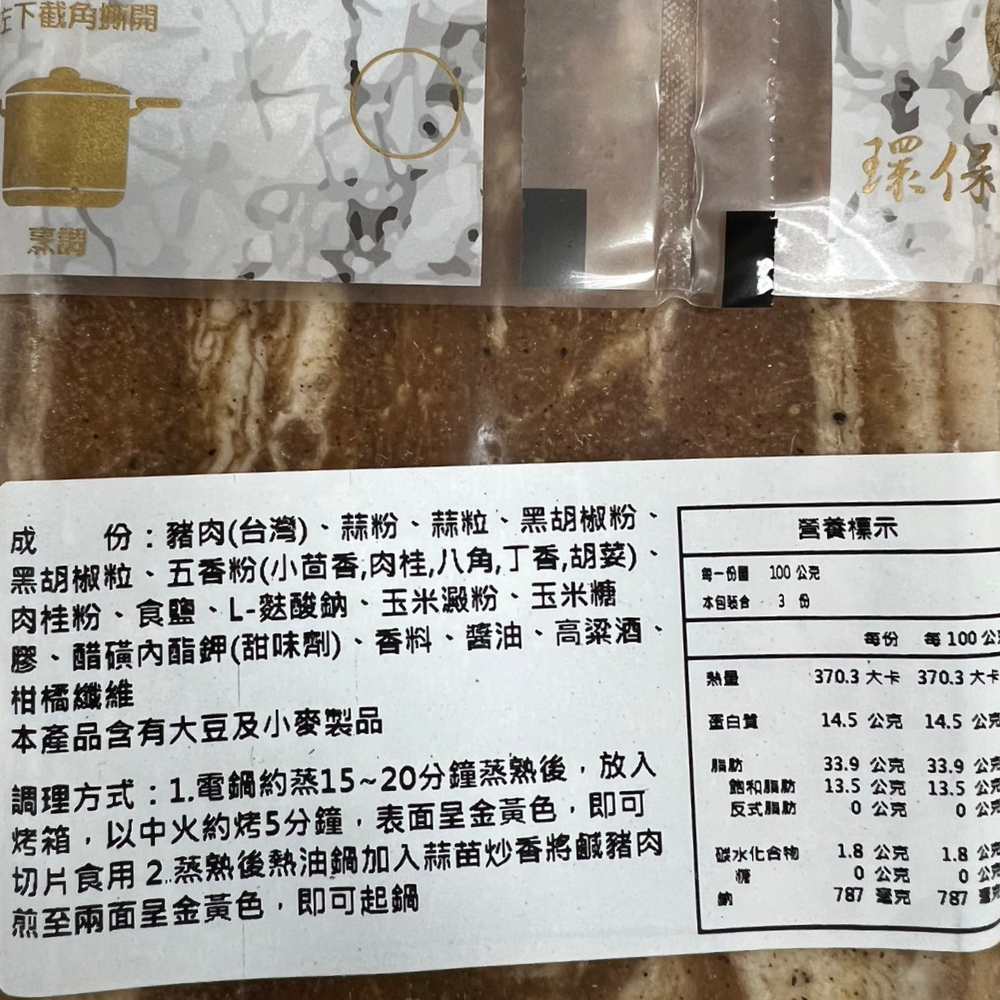 下截角撕開
烹調
環保
成　　份：豬肉(台灣)、蒜粉、蒜粒、黑胡椒粉、
黑胡椒粒、五香粉(小茴香,肉桂,八角,丁香,胡荽)、
肉桂粉、食鹽、L-麩酸鈉、玉米澱粉、玉米糖
膠、醋磺內酯鉀(甜味劑)、香料、醬油、高粱酒、
柑橘纖維
本產品含有大豆及小麥製品
調理方式：1.電鍋約蒸15~20分鐘蒸熟後，放入
烤箱，以中火約烤5分鐘，表面呈金黃色，即可
切片食用 2..蒸熟後熱油鍋加入蒜苗炒香將鹹豬肉
煎至兩面呈金黃色，即可起鍋
營養標示
每一份量 100 公克
本包裝含 3 份
每份 每 100 公
熱量 370.3 大卡 370.3 大卡
蛋白質 14.5 公克 14.5 公克
脂肪 33.9 公克 33.9 公克
飽和脂肪 13.5 公克 13.5 公克
反式脂肪 0 公克 0 公克
碳水化合物 1.8 公克 1.8 公克
糖 0 公克 0 公克
鈉 787 毫克 787 毫克